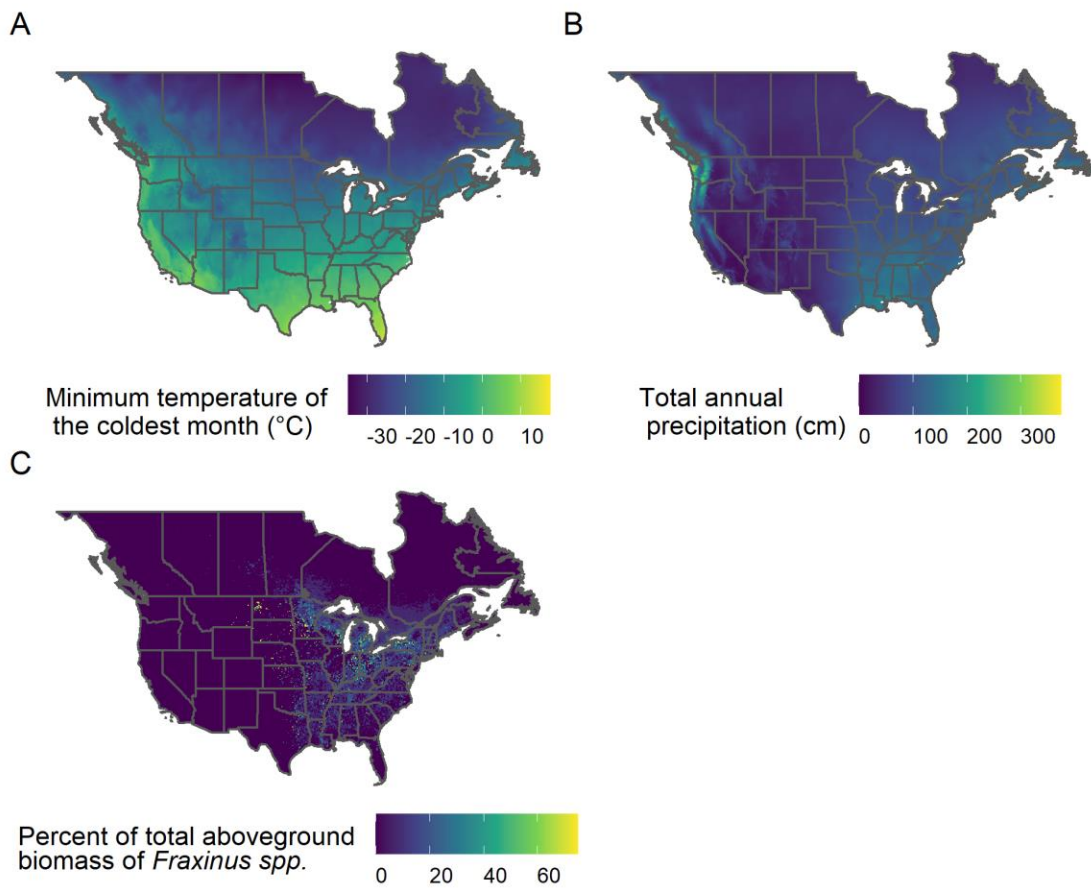 A
B
Minimum temperature of
the coldest month (°C)
-30 -20 -10 0 10
Total annual
precipitation (cm)
0 100 200 300
C
Percent of total aboveground
biomass of Fraxinus spp.
0 20 40 60